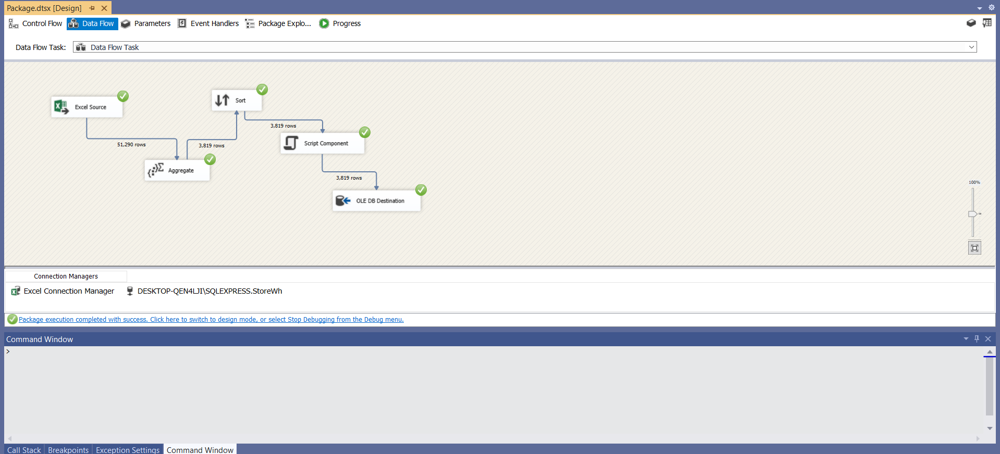 Package.dtsx [Design]
Control Flow Data Flow Parameters Event Handlers Package Explo... Progress
Data Flow Task: Data Flow Task
Sort
Excel Source
3,819 rows
51,290 rows 3,819 rows
Script Component
Aggregate
3,819 rows
100%
OLE DB Destination
Connection Managers
Excel Connection Manager DESKTOP-QEN4LJI\SQLEXPRESS.StoreWh
Package execution completed with success. Click here to switch to design mode, or select Stop Debugging from the Debug menu.
Command Window
>
Call Stack Breakpoints Exception Settings Command Window